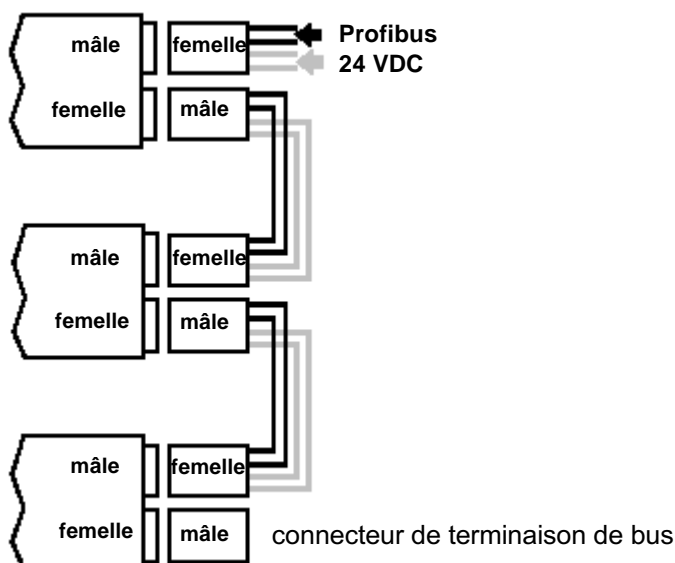 mâle femelle Profibus
24 VDC
femelle mâle
mâle femelle
femelle mâle
mâle femelle
femelle mâle connecteur de terminaison de bus